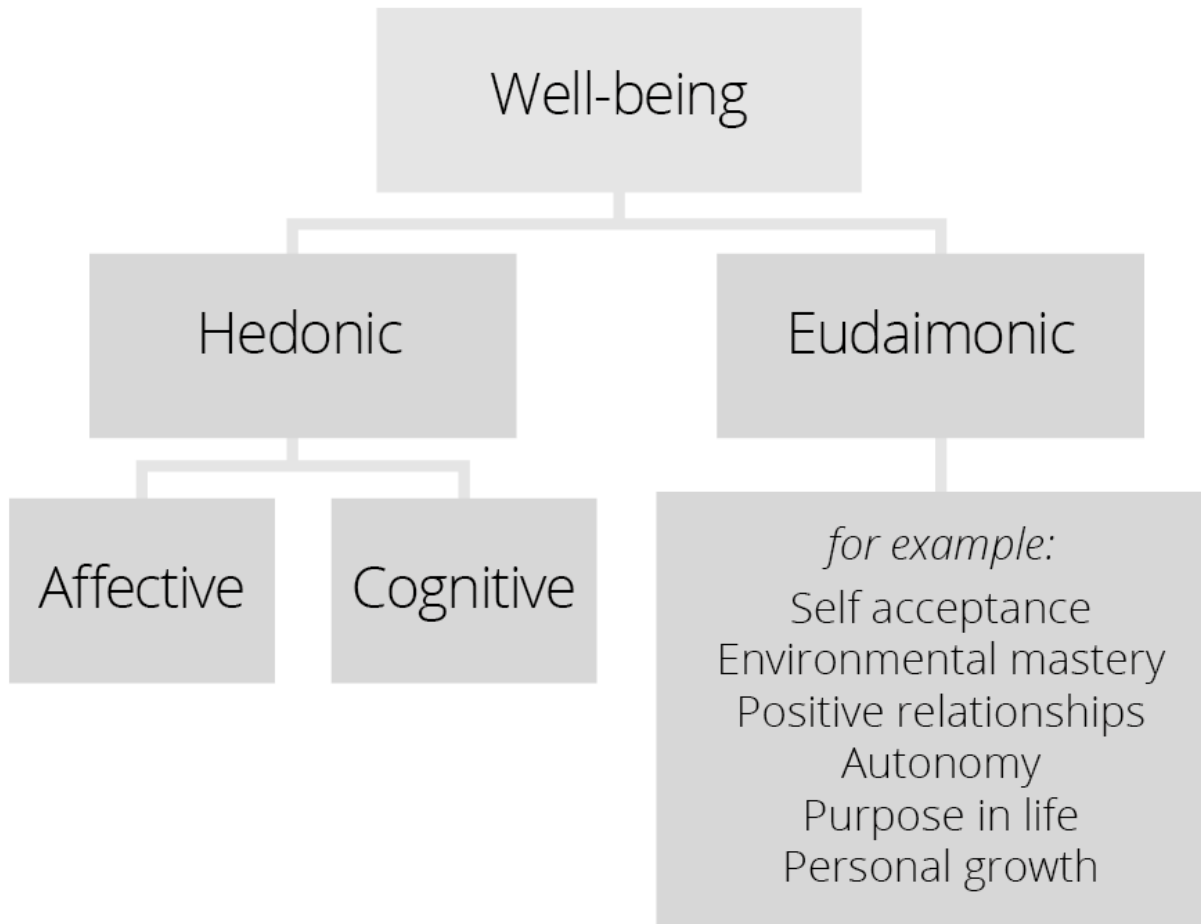 Well-being
Hedonic
Eudaimonic
Affective
Cognitive
for example:
Self acceptance
Environmental mastery
Positive relationships
Autonomy
Purpose in life
Personal growth